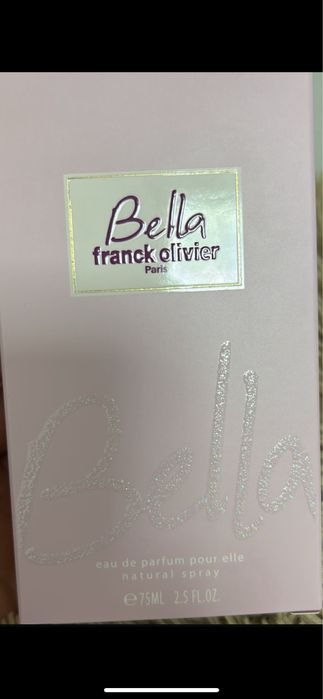 Bella
franck olivier
Paris
Bella
eau de parfum pour elle
natural spray
℮ 75ML 2.5 FL.OZ.